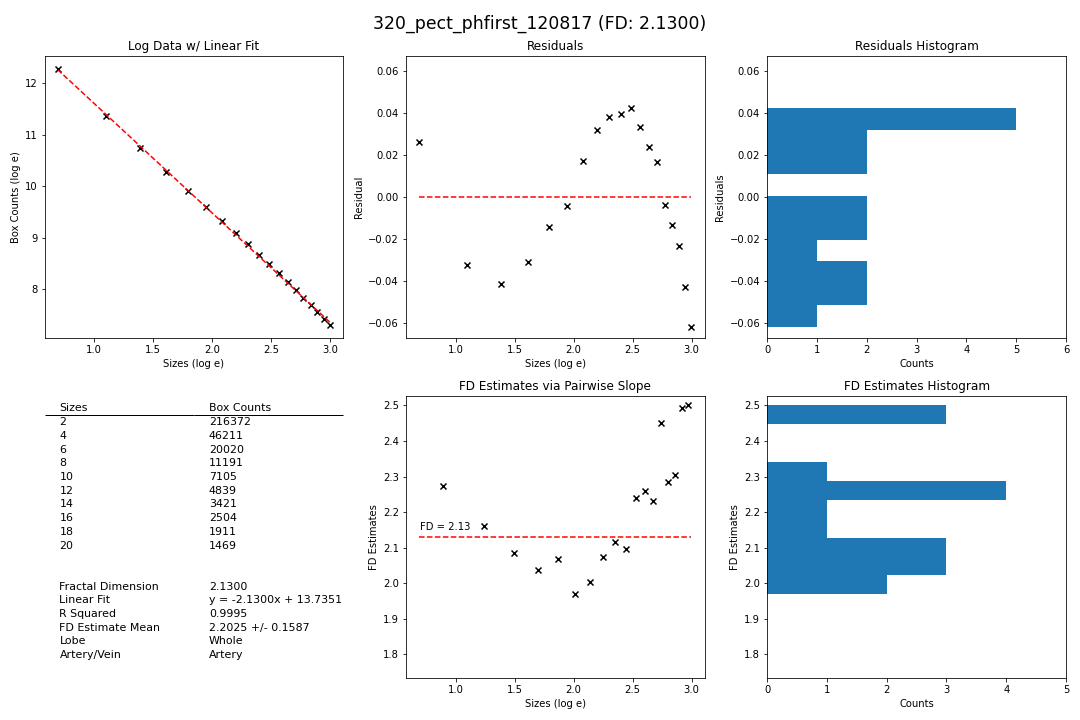 320_pect_phfirst_120817 (FD: 2.1300)
Log Data w/ Linear Fit
Box Counts (log e)
12
11
10
9
8
1.0 1.5 2.0 2.5 3.0
Sizes (log e)
Residuals
Residual
0.06
0.04
0.02
0.00
−0.02
−0.04
−0.06
1.0 1.5 2.0 2.5 3.0
Sizes (log e)
Residuals Histogram
Residuals
0.06
0.04
0.02
0.00
−0.02
−0.04
−0.06
0 1 2 3 4 5 6
Counts
Sizes Box Counts
2 216372
4 46211
6 20020
8 11191
10 7105
12 4839
14 3421
16 2504
18 1911
20 1469
Fractal Dimension 2.1300
Linear Fit y = -2.1300x + 13.7351
R Squared 0.9995
FD Estimate Mean 2.2025 +/- 0.1587
Lobe Whole
Artery/Vein Artery
FD Estimates via Pairwise Slope
FD Estimates
2.5
2.4
2.3
2.2
2.1
2.0
1.9
1.8
FD = 2.13
1.0 1.5 2.0 2.5 3.0
Sizes (log e)
FD Estimates Histogram
FD Estimates
2.5
2.4
2.3
2.2
2.1
2.0
1.9
1.8
0 1 2 3 4 5
Counts